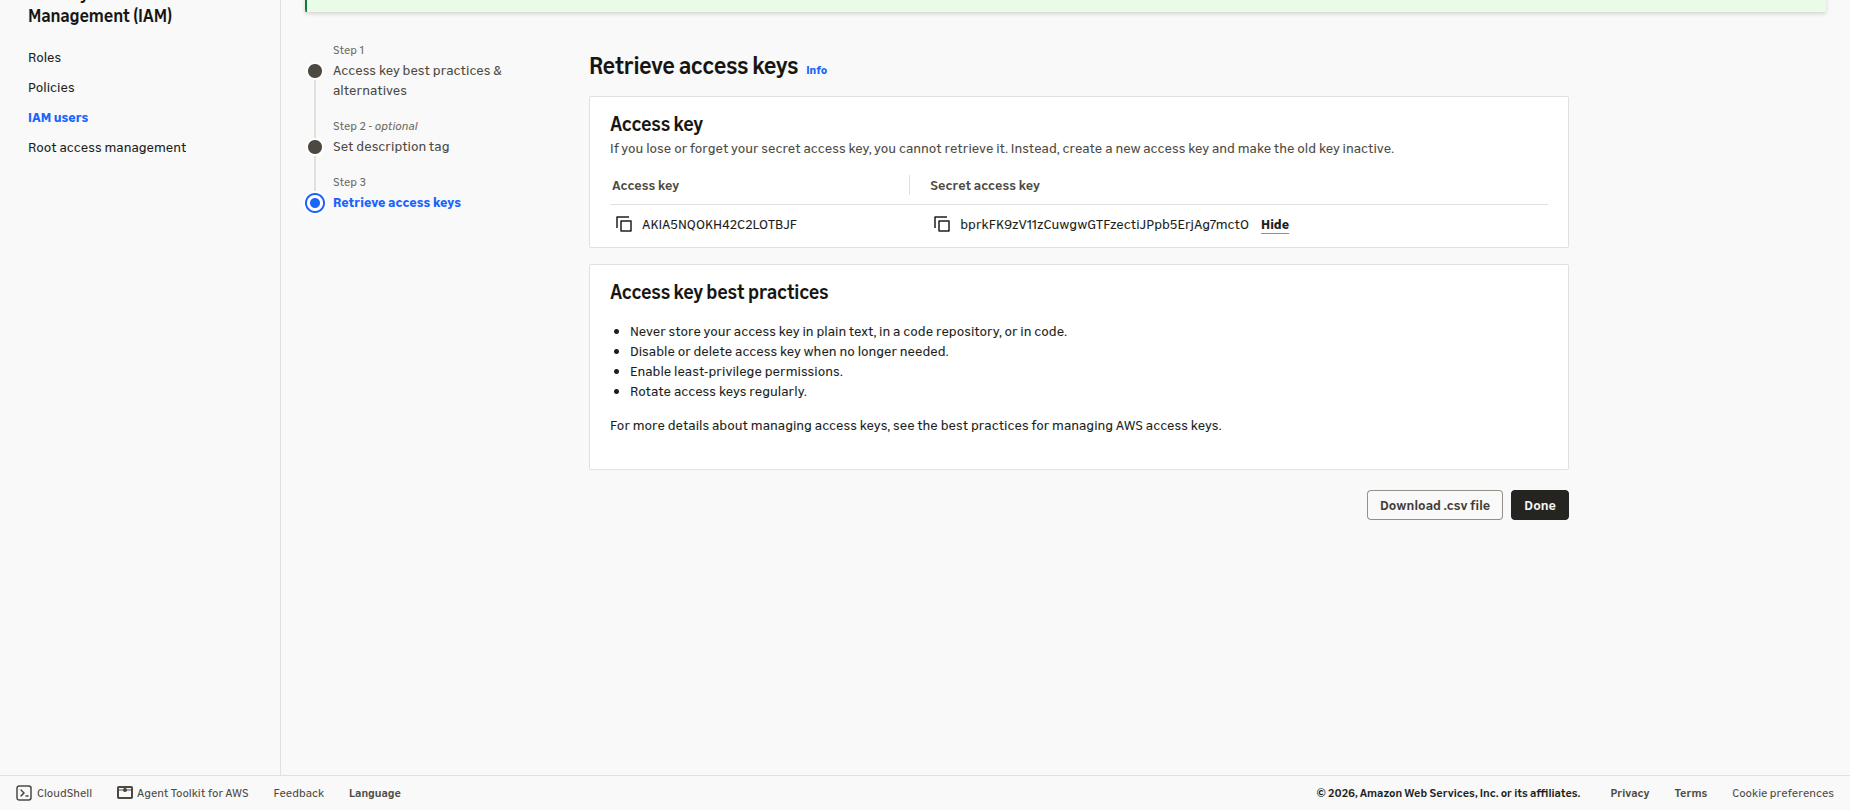 Management (IAM)
Roles
Policies
IAM users
Root access management
Step 1
Access key best practices &
alternatives
Step 2 - optional
Set description tag
Step 3
Retrieve access keys
Retrieve access keys Info
Access key
If you lose or forget your secret access key, you cannot retrieve it. Instead, create a new access key and make the old key inactive.
Access key Secret access key
AKIA5NQOKH42C2LOTBJF bprkFK9zV11zCuwgwGTFzectiJPpb5ErjAg7mctO Hide
Access key best practices
• Never store your access key in plain text, in a code repository, or in code.
• Disable or delete access key when no longer needed.
• Enable least-privilege permissions.
• Rotate access keys regularly.
For more details about managing access keys, see the best practices for managing AWS access keys.
Download .csv file Done
CloudShell Agent Toolkit for AWS Feedback Language © 2026, Amazon Web Services, Inc. or its affiliates. Privacy Terms Cookie preferences